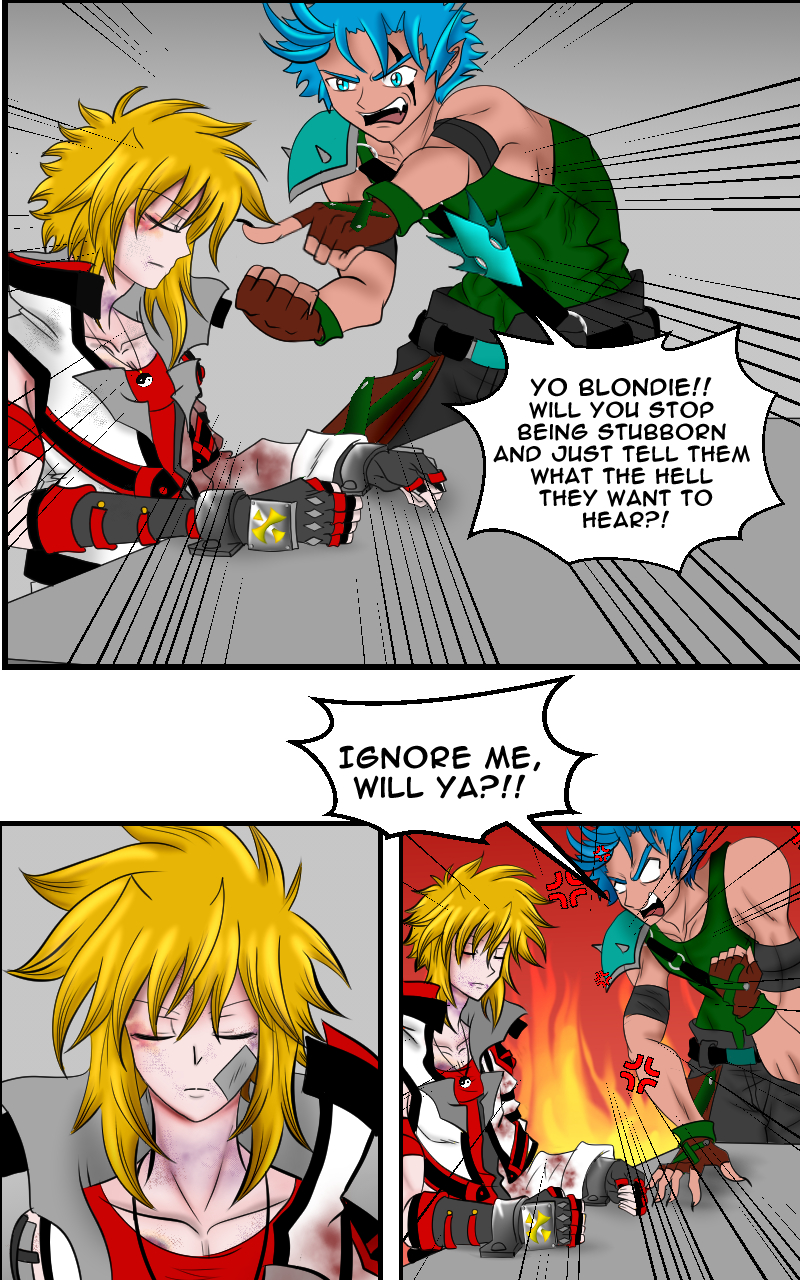 YO BLONDIE!!
WILL YOU STOP
BEING STUBBORN
AND JUST TELL THEM
WHAT THE HELL
THEY WANT TO
HEAR?!
IGNORE ME,
WILL YA?!!